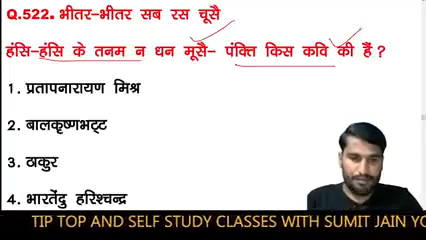 Q.522. भीतर-भीतर सब रस चूसै
हंसि-हंसि के तनम न धन मूसै- पंक्ति किस कवि की हैं ?
1. प्रतापनारायण मिश्र
2. बालकृष्णभट्ट
3. ठाकुर
4. भारतेंदु हरिश्चन्द्र
TIP TOP AND SELF STUDY CLASSES WITH SUMIT JAIN YO